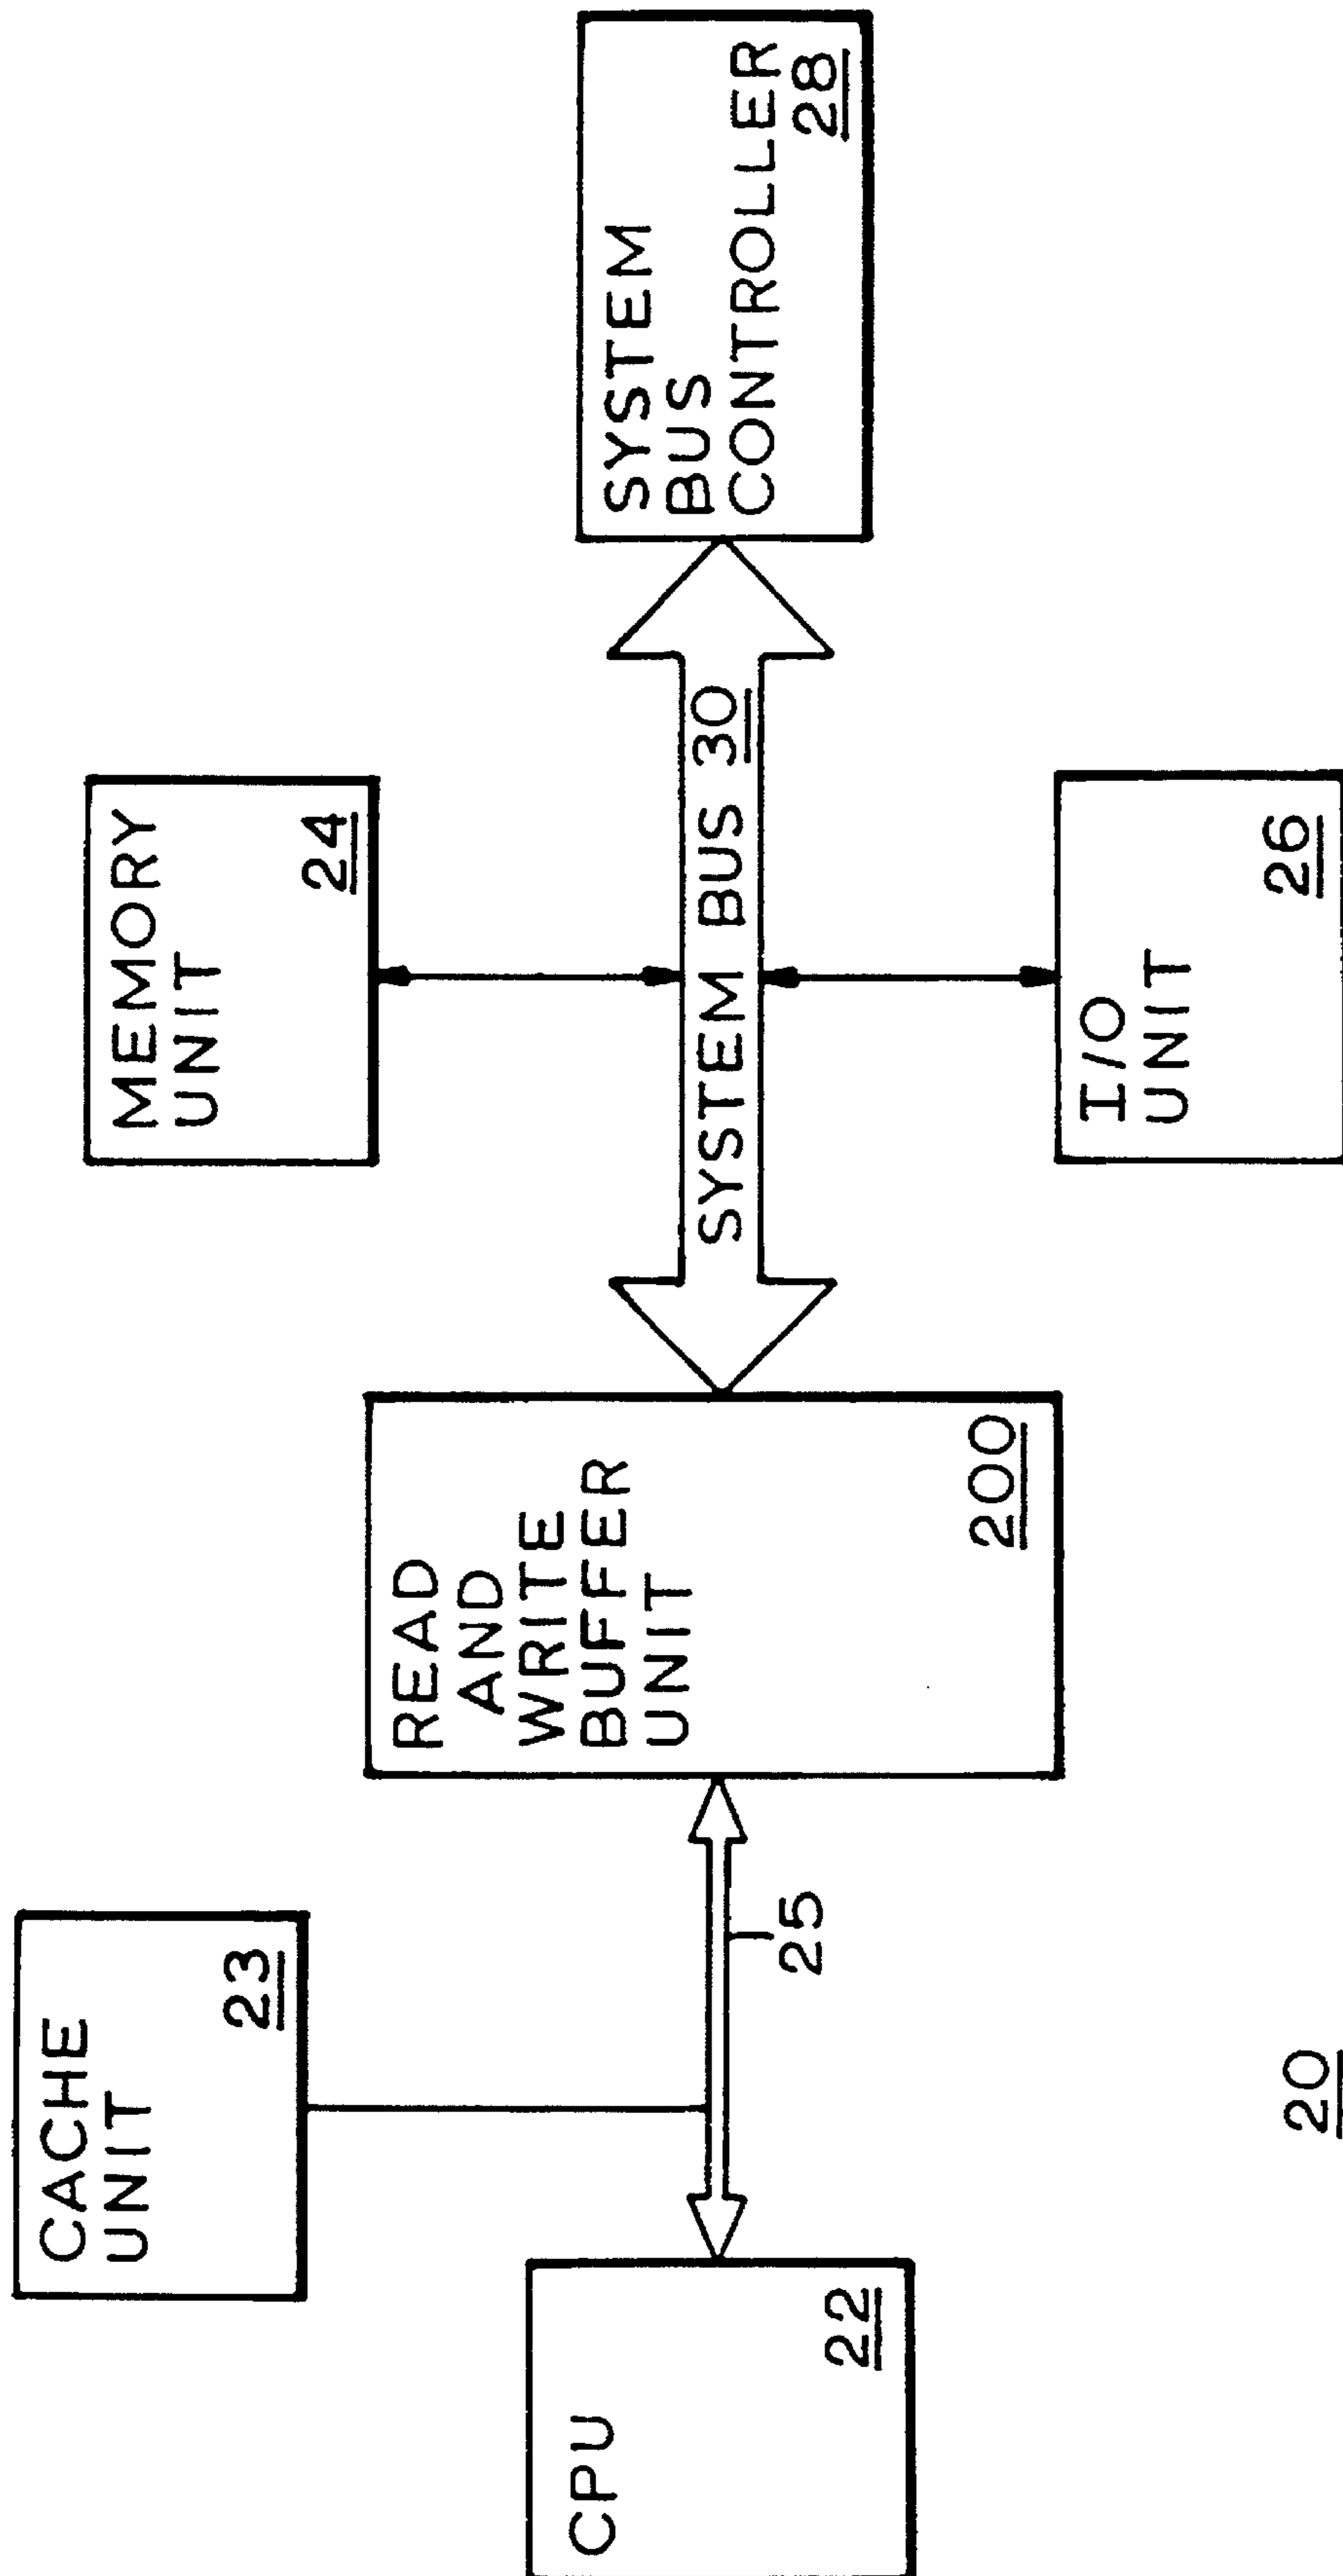 CACHE
UNIT
23
MEMORY
UNIT
24
CPU
22
25
READ
AND
WRITE
BUFFER
UNIT
200
SYSTEM BUS 30
SYSTEM
BUS
CONTROLLER
28
I/O
UNIT
26
20